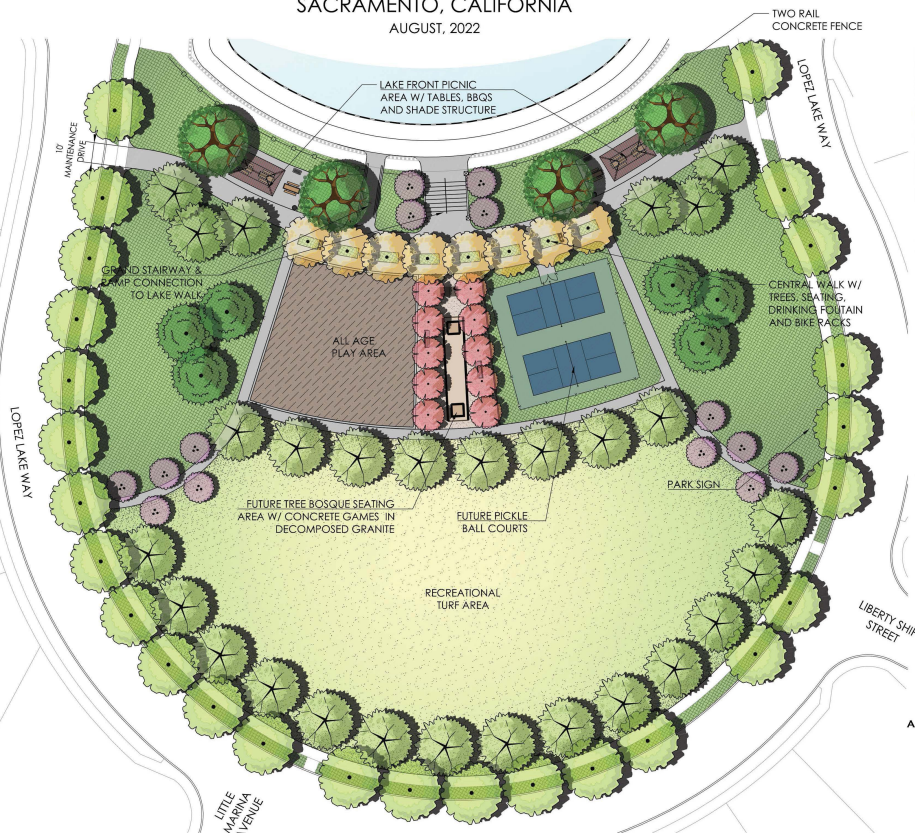 SACRAMENTO, CALIFORNIA
AUGUST, 2022
TWO RAIL
CONCRETE FENCE
LOPEZ LAKE WAY
LAKE FRONT PICNIC
AREA W/ TABLES, BBQS
AND SHADE STRUCTURE
10'
MAINTENANCE
DRIVE
GRAND STAIRWAY &
RAMP CONNECTION
TO LAKE WALK
CENTRAL WALK W/
TREES, SEATING,
DRINKING FOUTAIN
AND BIKE RACKS
ALL AGE
PLAY AREA
LOPEZ LAKE WAY
PARK SIGN
FUTURE TREE BOSQUE SEATING
AREA W/ CONCRETE GAMES IN
DECOMPOSED GRANITE
FUTURE PICKLE
BALL COURTS
RECREATIONAL
TURF AREA
LIBERTY SHI
STREET
A
LITTLE
MARINA
AVENUE